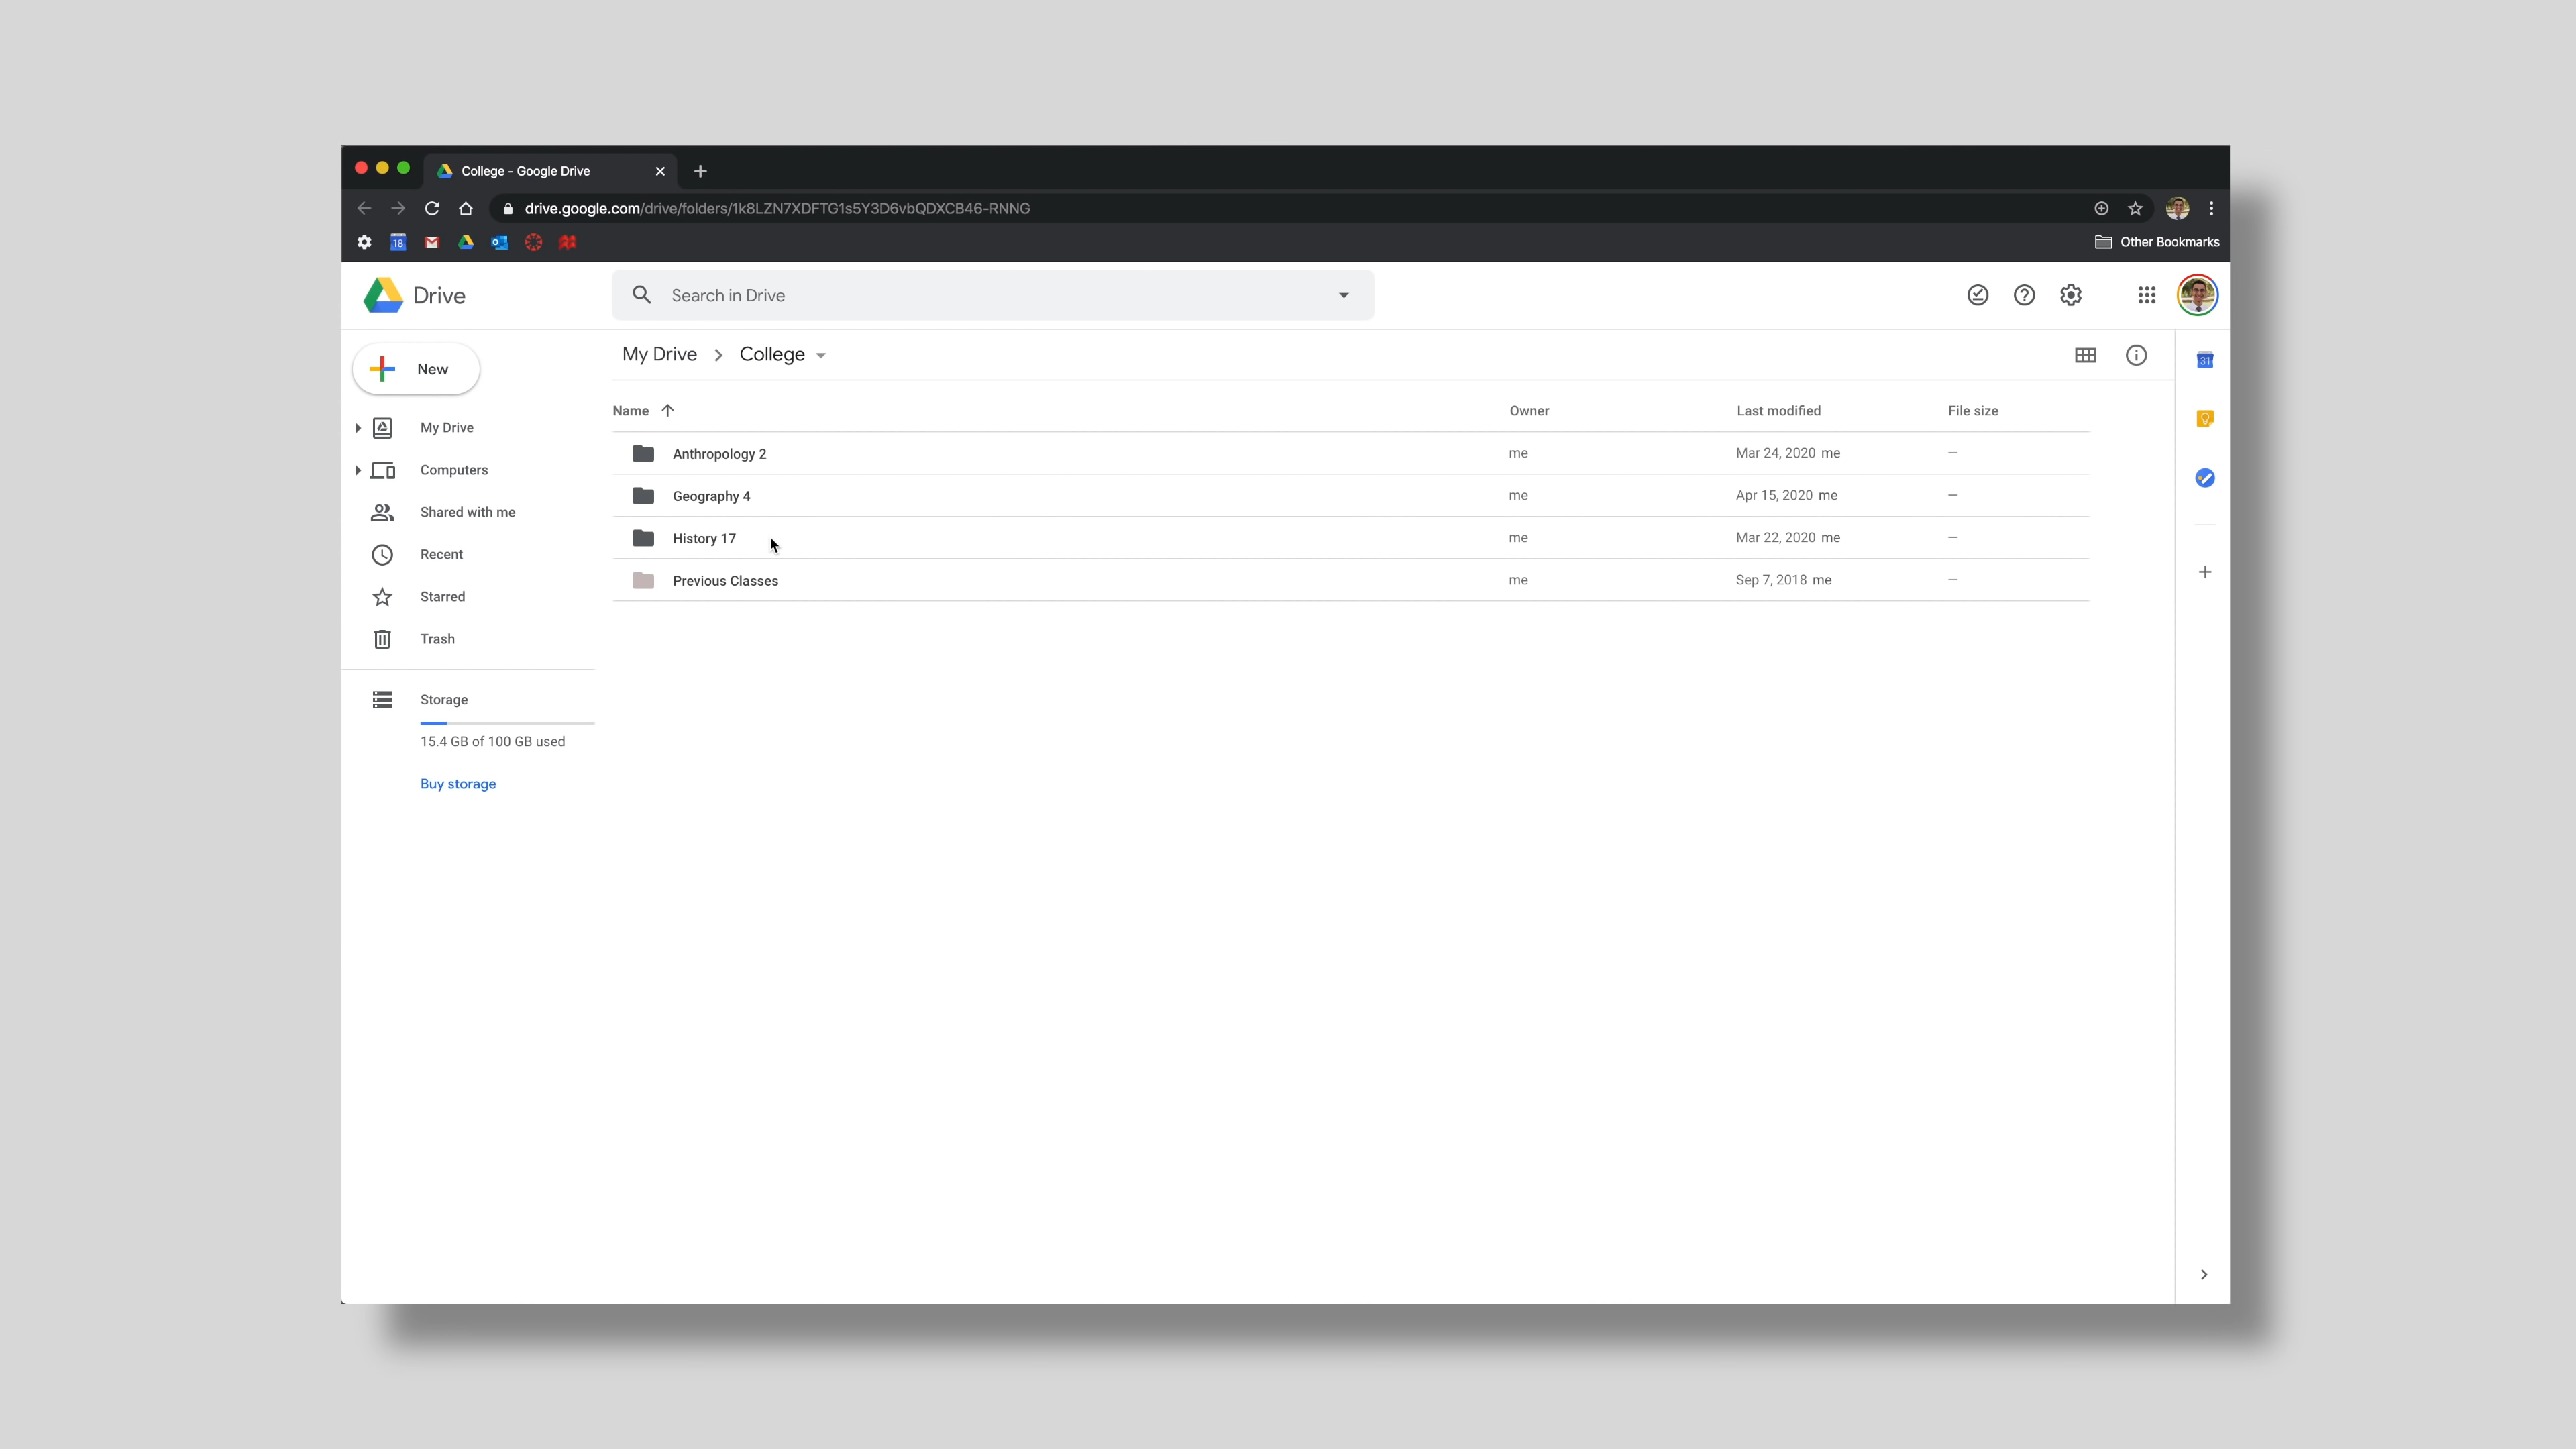 College - Google Drive
drive.google.com/drive/folders/1k8LZN7XDFTG1s5Y3D6vbQDXCB46-RNNG
18
Other Bookmarks
Drive
Search in Drive
New
My Drive
Computers
Shared with me
Recent
Starred
Trash
Storage
15.4 GB of 100 GB used
Buy storage
My Drive > College
Name Owner Last modified File size
Anthropology 2 me Mar 24, 2020 me —
Geography 4 me Apr 15, 2020 me —
History 17 me Mar 22, 2020 me —
Previous Classes me Sep 7, 2018 me —
31